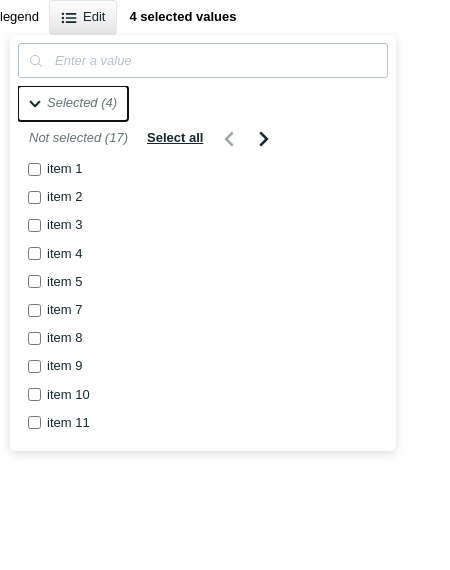 legend Edit 4 selected values
Enter a value
Selected (4)
Not selected (17) Select all
item 1
item 2
item 3
item 4
item 5
item 7
item 8
item 9
item 10
item 11